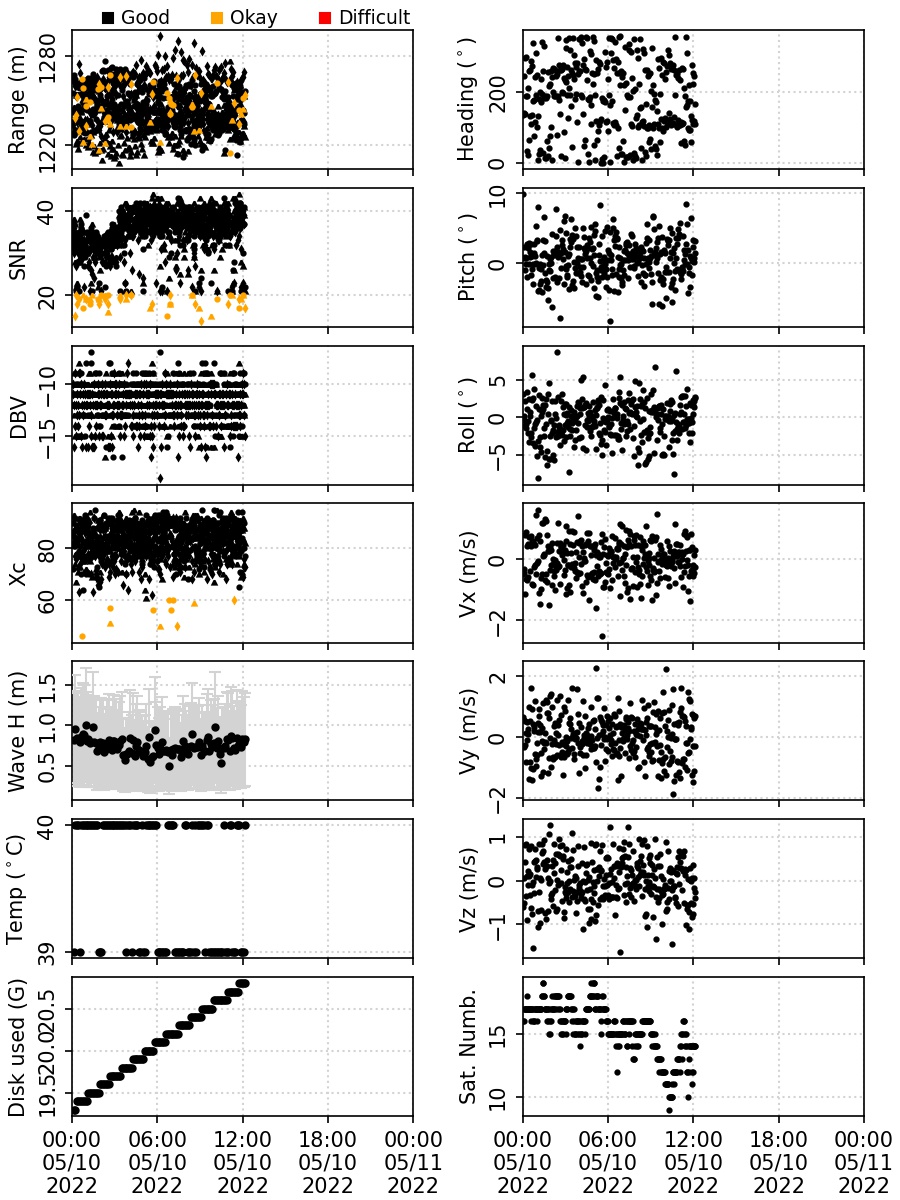 Good Okay Difficult
Range (m)
1280
1220
Heading (°)
200
0
SNR
40
20
Pitch (°)
10
0
DBV
−10
−15
Roll (°)
5
0
−5
Xc
80
60
Vx (m/s)
0
−2
Wave H (m)
1.5
1.0
0.5
Vy (m/s)
2
0
−2
Temp (°C)
40
39
Vz (m/s)
1
0
−1
Disk used (G)
20.5
20.0
19.5
Sat. Numb.
15
10
00:00 06:00 12:00 18:00 00:00
05/10 05/10 05/10 05/10 05/11
2022 2022 2022 2022 2022
00:00 06:00 12:00 18:00 00:00
05/10 05/10 05/10 05/10 05/11
2022 2022 2022 2022 2022